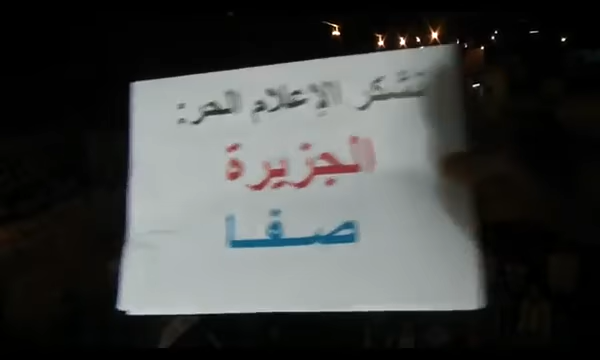 نشكر الإعلام الحر:
الجزيرة
صفا